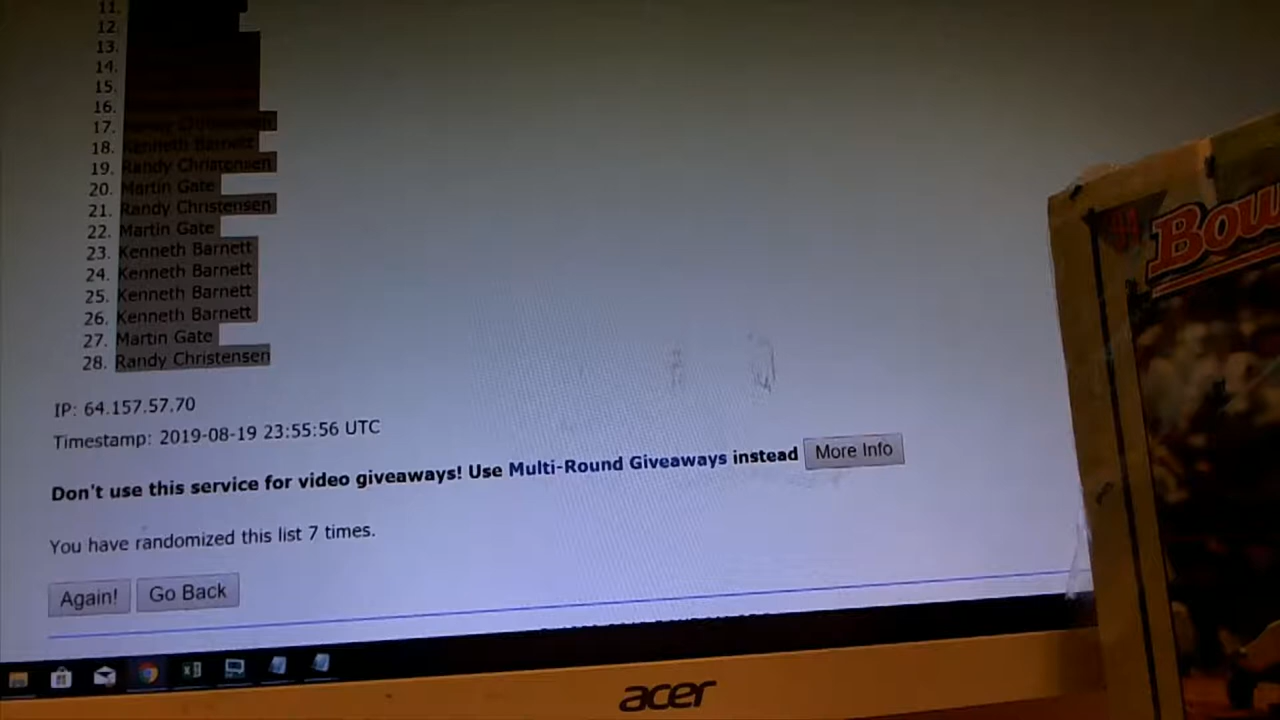 11.
12.
13.
14.
15.
16.
17. Christensen
18. Kenneth Barnett
19. Randy Christensen
20. Martin Gate
21. Randy Christensen
22. Martin Gate
23. Kenneth Barnett
24. Kenneth Barnett
25. Kenneth Barnett
26. Kenneth Barnett
27. Martin Gate
28. Randy Christensen
IP: 64.157.57.70
Timestamp: 2019-08-19 23:55:56 UTC
Don't use this service for video giveaways! Use Multi-Round Giveaways instead More Info
You have randomized this list 7 times.
Again! Go Back
acer
Bow